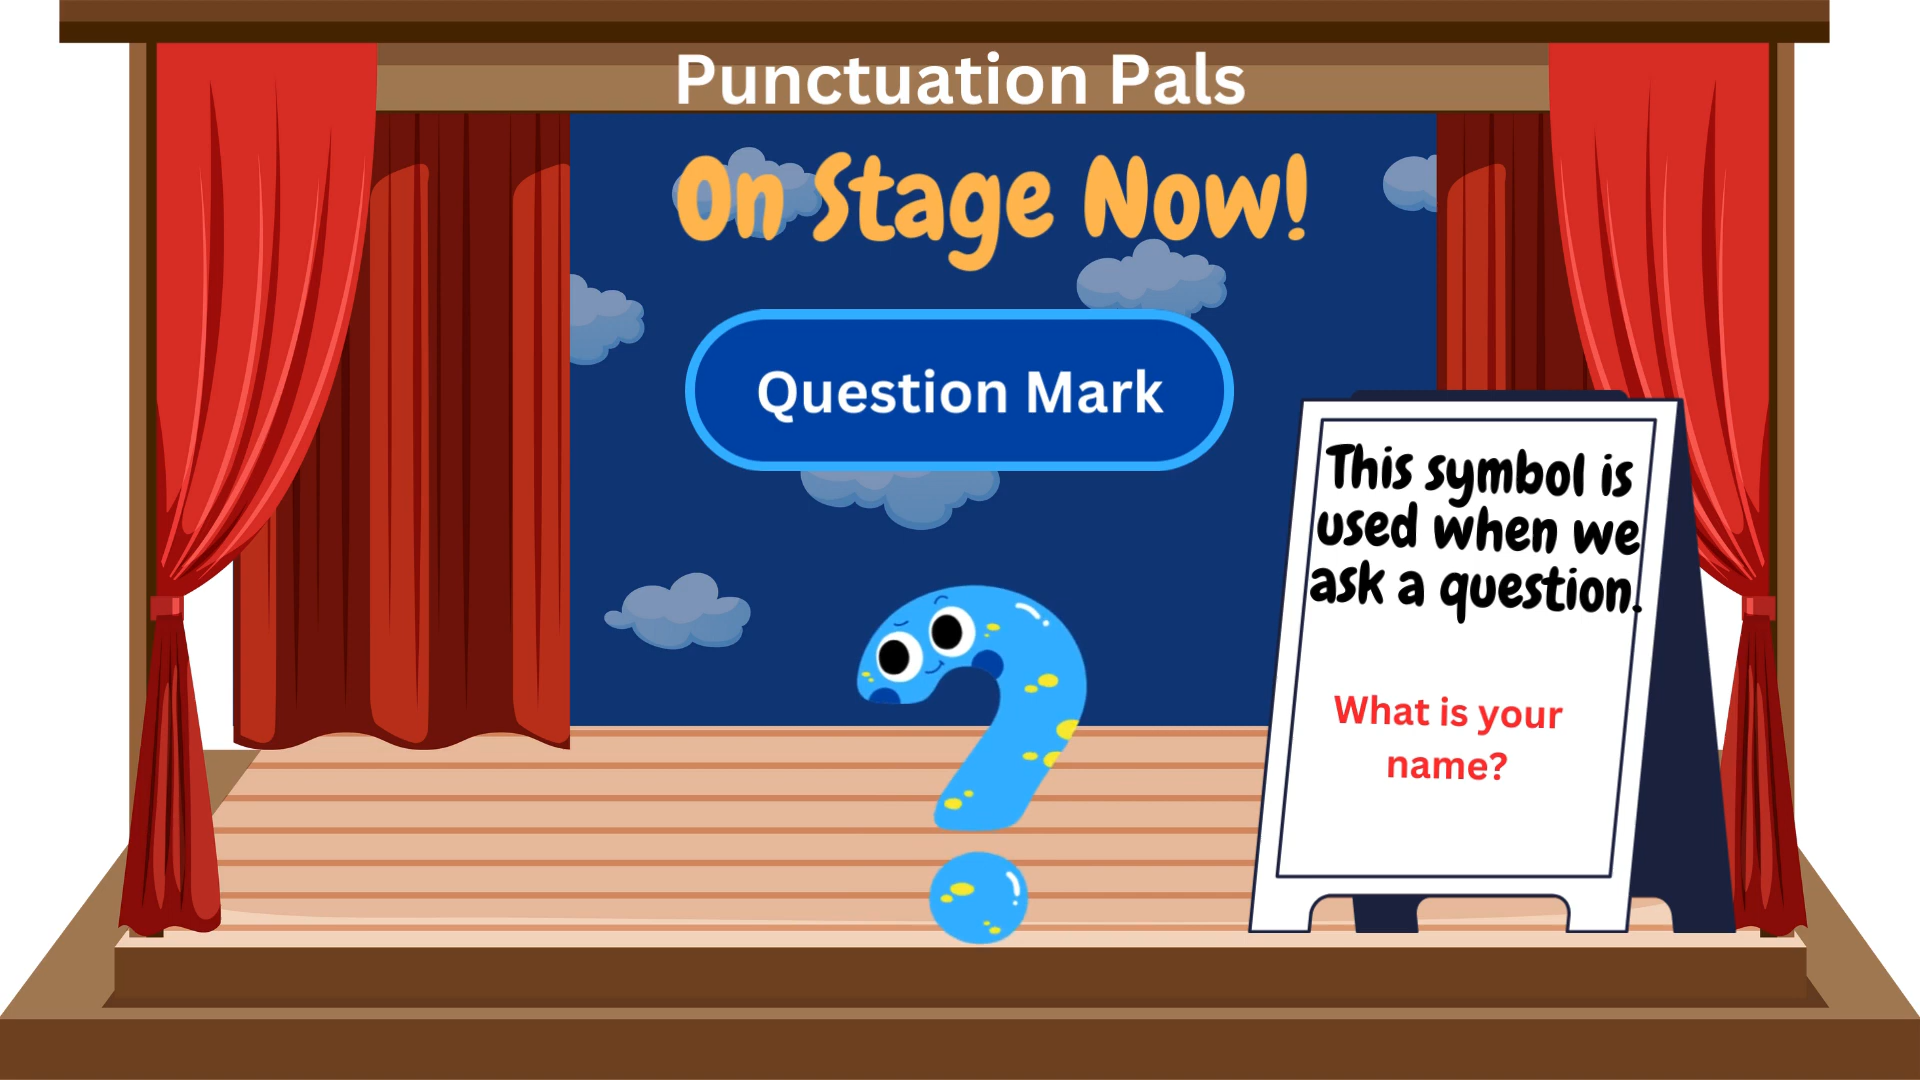 Punctuation Pals
On Stage Now!
Question Mark
This symbol is
used when we
ask a question.
What is your
name?